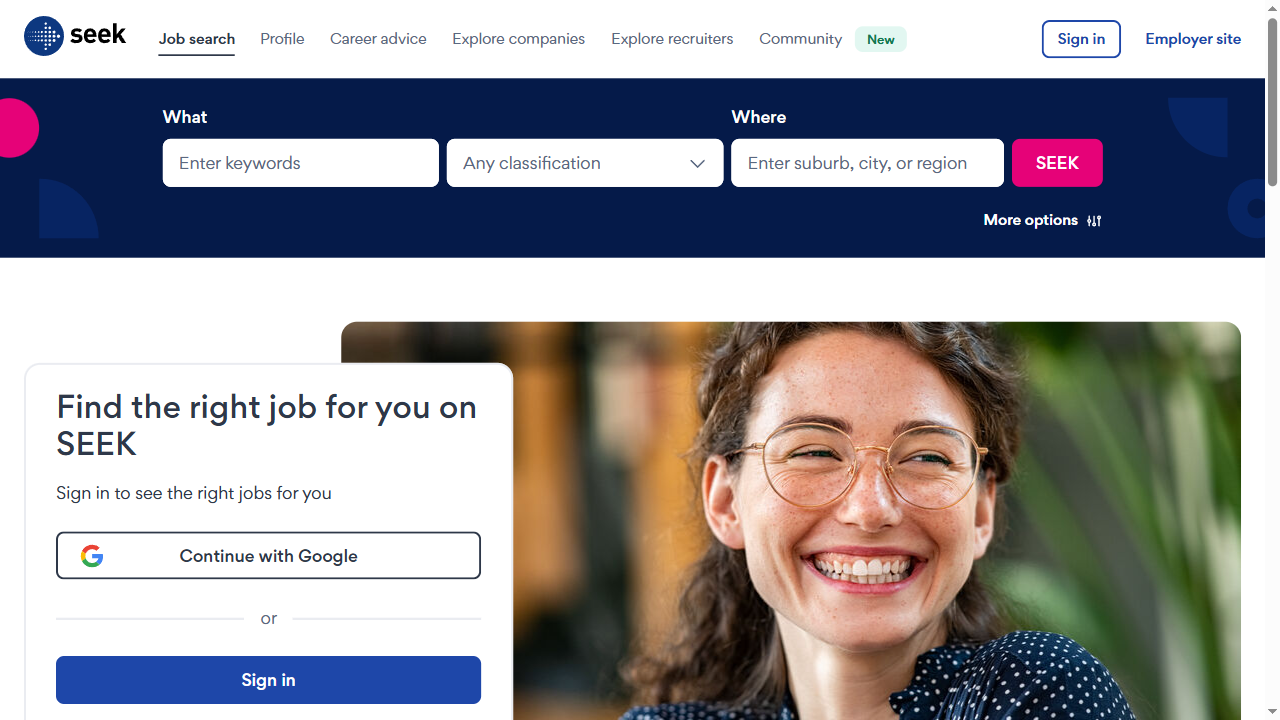 seek
Job search
Profile
Career advice
Explore companies
Explore recruiters
Community
New
Sign in
Employer site
What
Where
Enter keywords
Any classification
Enter suburb, city, or region
SEEK
More options
Find the right job for you on
SEEK
Sign in to see the right jobs for you
Continue with Google
or
Sign in